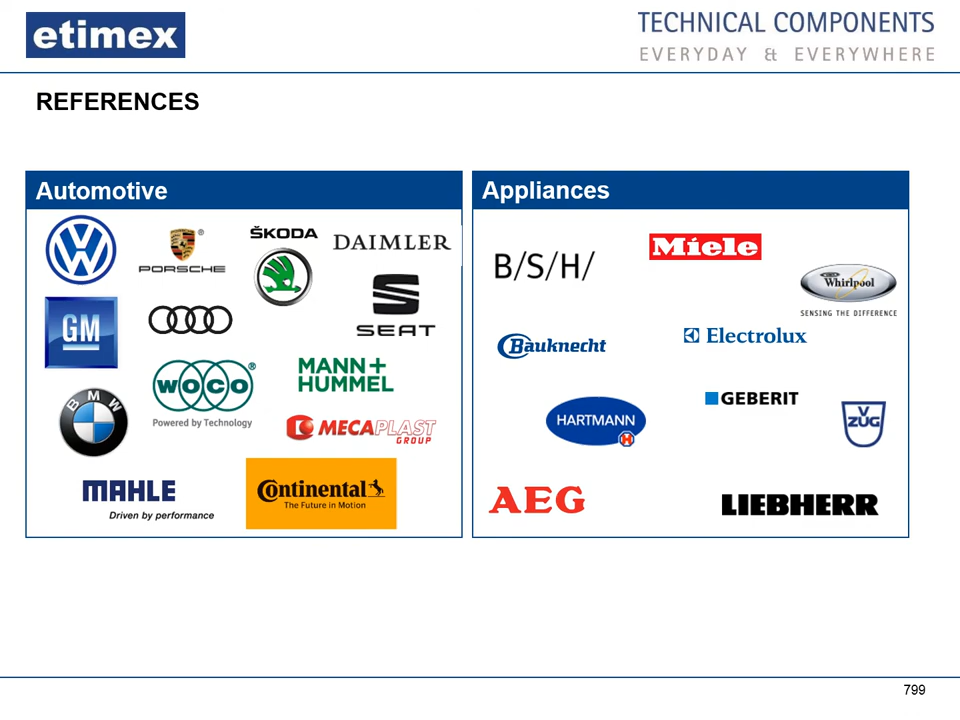 etimex
TECHNICAL COMPONENTS
EVERYDAY & EVERYWHERE
REFERENCES
Automotive
VW
PORSCHE
ŠKODA
DAIMLER
GM
SEAT
BMW
woco
Powered by Technology
MANN+
HUMMEL
MECAPLAST
GROUP
MAHLE
Driven by performance
Continental
The Future in Motion
Appliances
B/S/H/
Miele
Whirlpool
SENSING THE DIFFERENCE
Bauknecht
Electrolux
HARTMANN
H
GEBERIT
V
ZUG
AEG
LIEBHERR
799